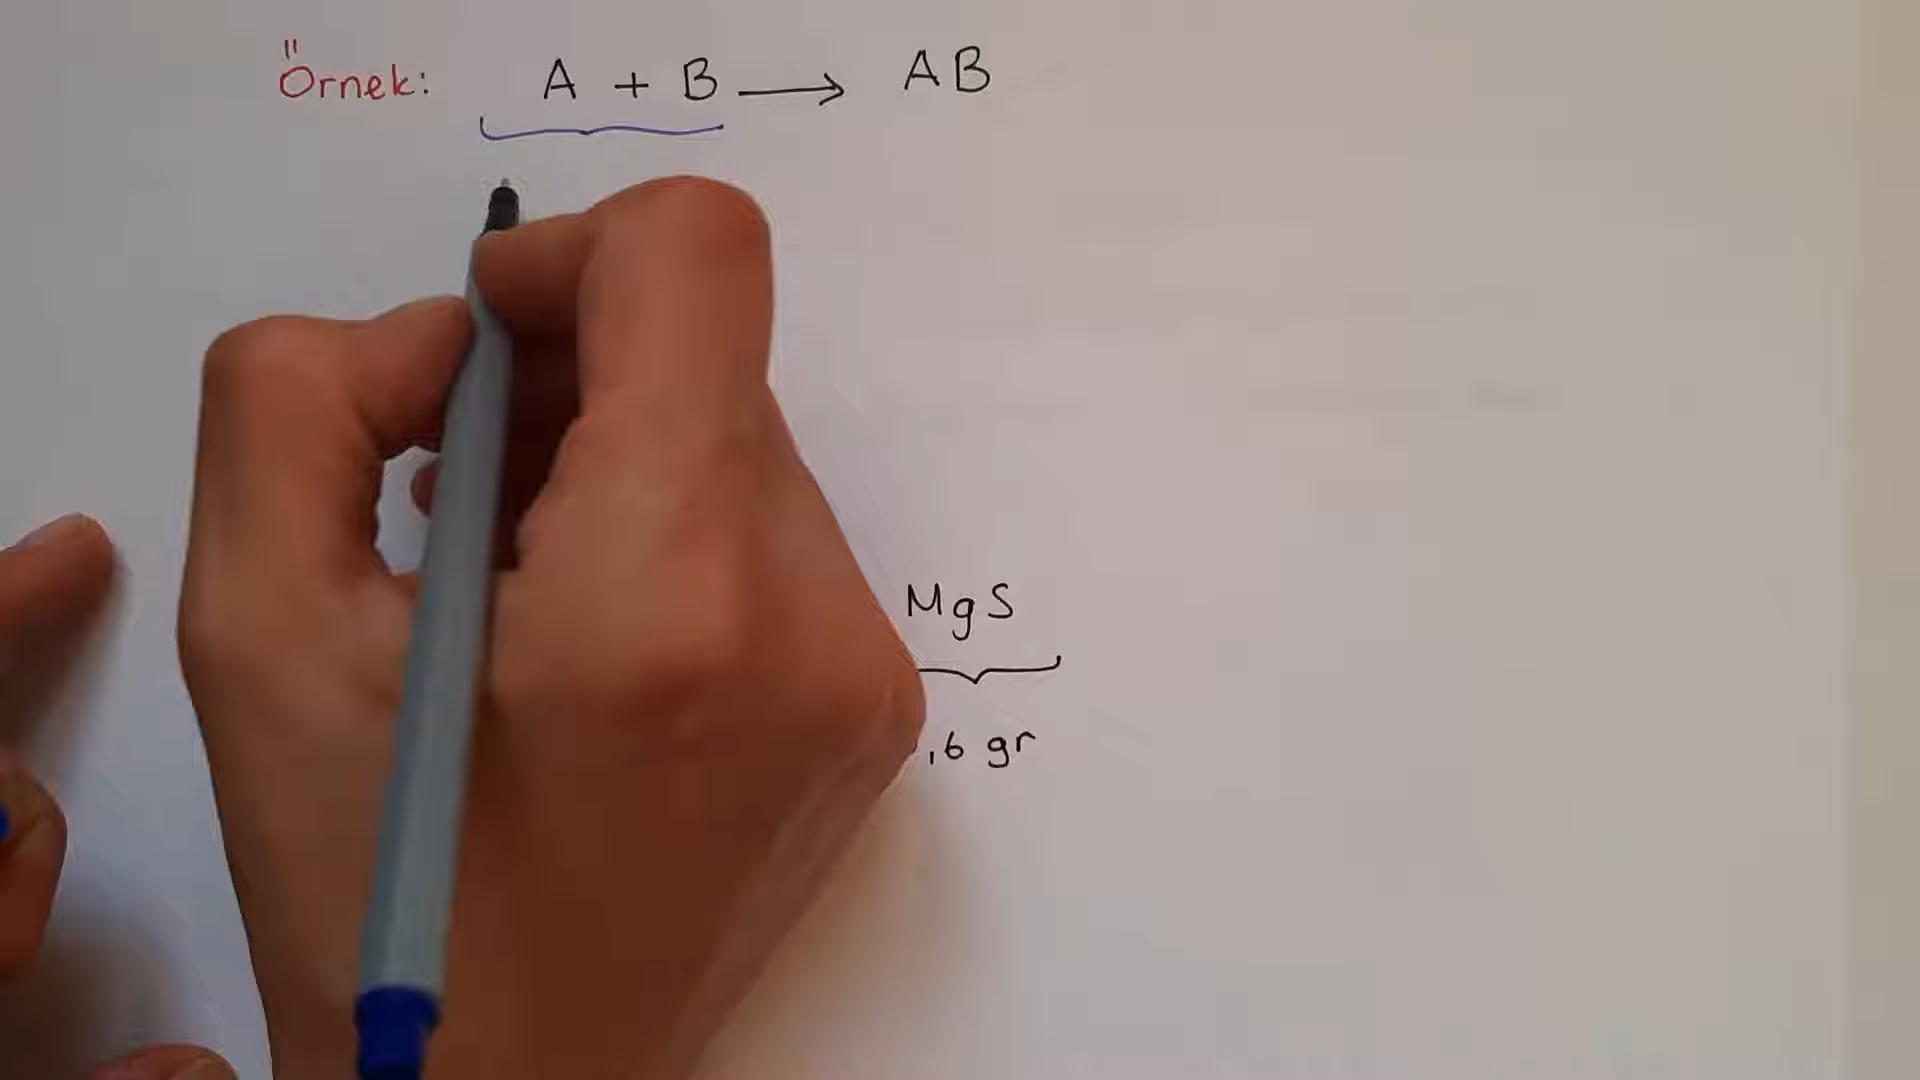 Örnek: A + B → AB
MgS
,6 gr